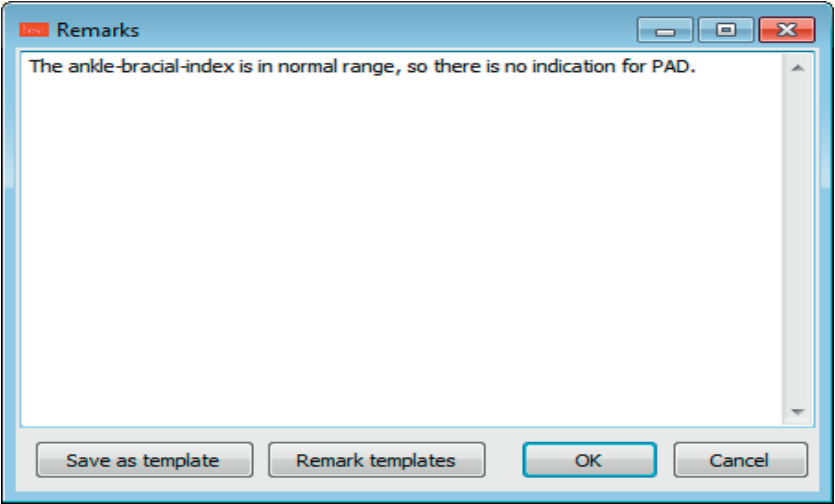 Remarks
The ankle-bracial-index is in normal range, so there is no indication for PAD.
Save as template Remark templates OK Cancel